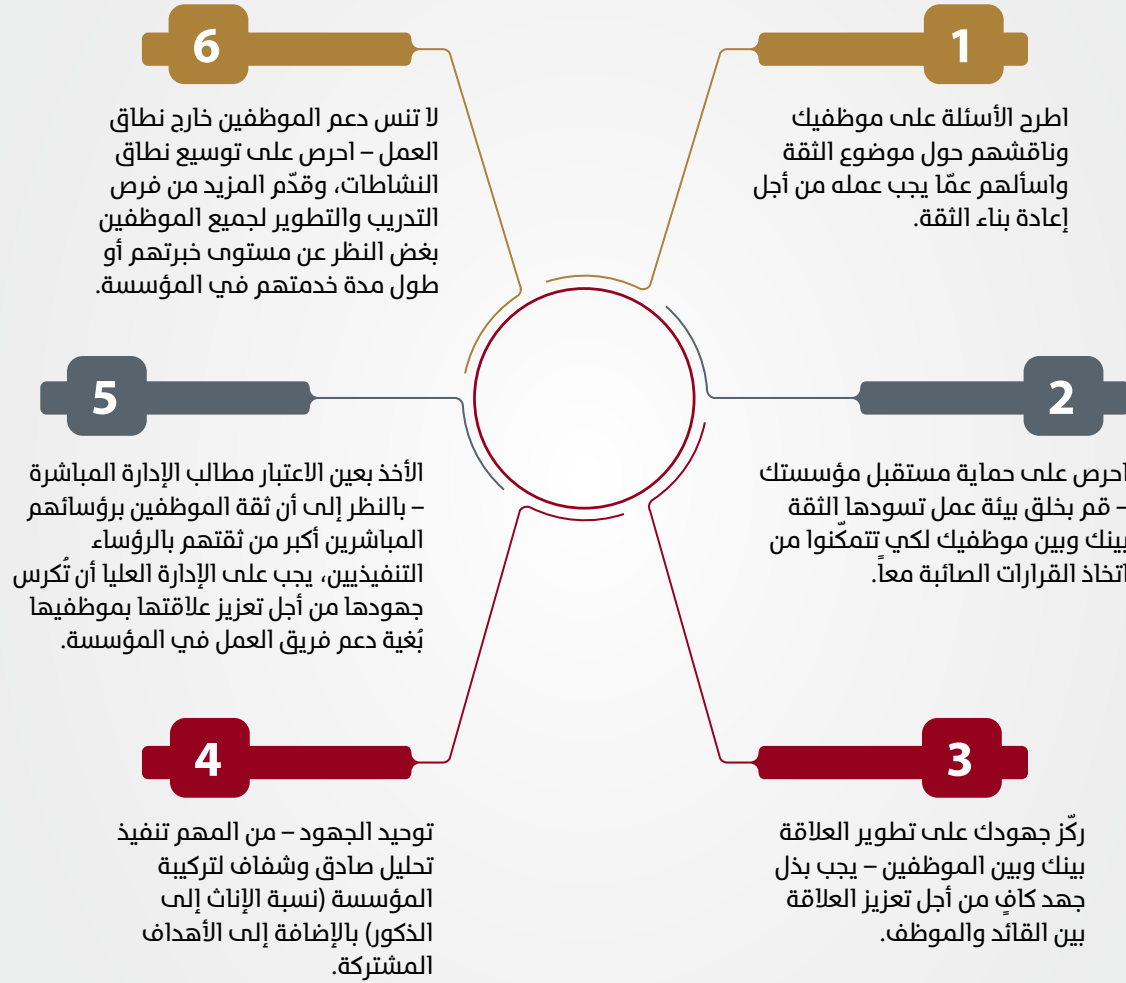 1
اطرح الأسئلة على موظفيك
وناقشهم حول موضوع الثقة
واسألهم عمّا يجب عمله من أجل
إعادة بناء الثقة.
2
احرص على حماية مستقبل مؤسستك
– قم بخلق بيئة عمل تسودها الثقة
بينك وبين موظفيك لكي تتمكّنوا من
اتخاذ القرارات الصائبة معاً.
3
ركّز جهودك على تطوير العلاقة
بينك وبين الموظفين – يجب بذل
جهد كافٍ من أجل تعزيز العلاقة
بين القائد والموظف.
4
توحيد الجهود – من المهم تنفيذ
تحليل صادق وشفاف لتركيبة
المؤسسة (نسبة الإناث إلى
الذكور) بالإضافة إلى الأهداف
المشتركة.
5
الأخذ بعين الاعتبار مطالب الإدارة المباشرة
– بالنظر إلى أن ثقة الموظفين برؤسائهم
المباشرين أكبر من ثقتهم بالرؤساء
التنفيذيين، يجب على الإدارة العليا أن تُكرس
جهودها من أجل تعزيز علاقتها بموظفيها
بُغية دعم فريق العمل في المؤسسة.
6
لا تنس دعم الموظفين خارج نطاق
العمل – احرص على توسيع نطاق
النشاطات، وقدّم المزيد من فرص
التدريب والتطوير لجميع الموظفين
بغض النظر عن مستوى خبرتهم أو
طول مدة خدمتهم في المؤسسة.